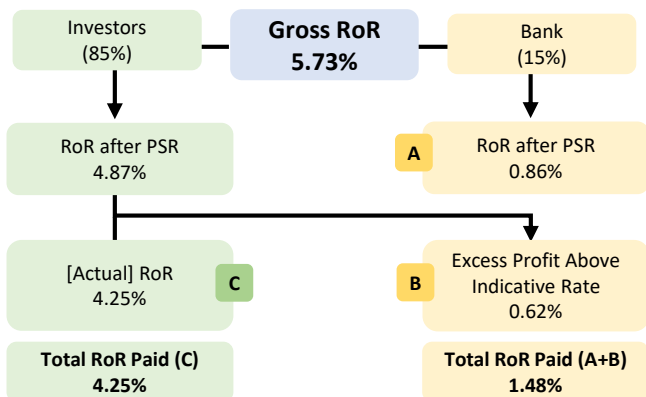 Investors
(85%)
Gross RoR
5.73%
Bank
(15%)
RoR after PSR
4.87%
A
RoR after PSR
0.86%
[Actual] RoR
4.25%
C
B
Excess Profit Above
Indicative Rate
0.62%
Total RoR Paid (C)
4.25%
Total RoR Paid (A+B)
1.48%